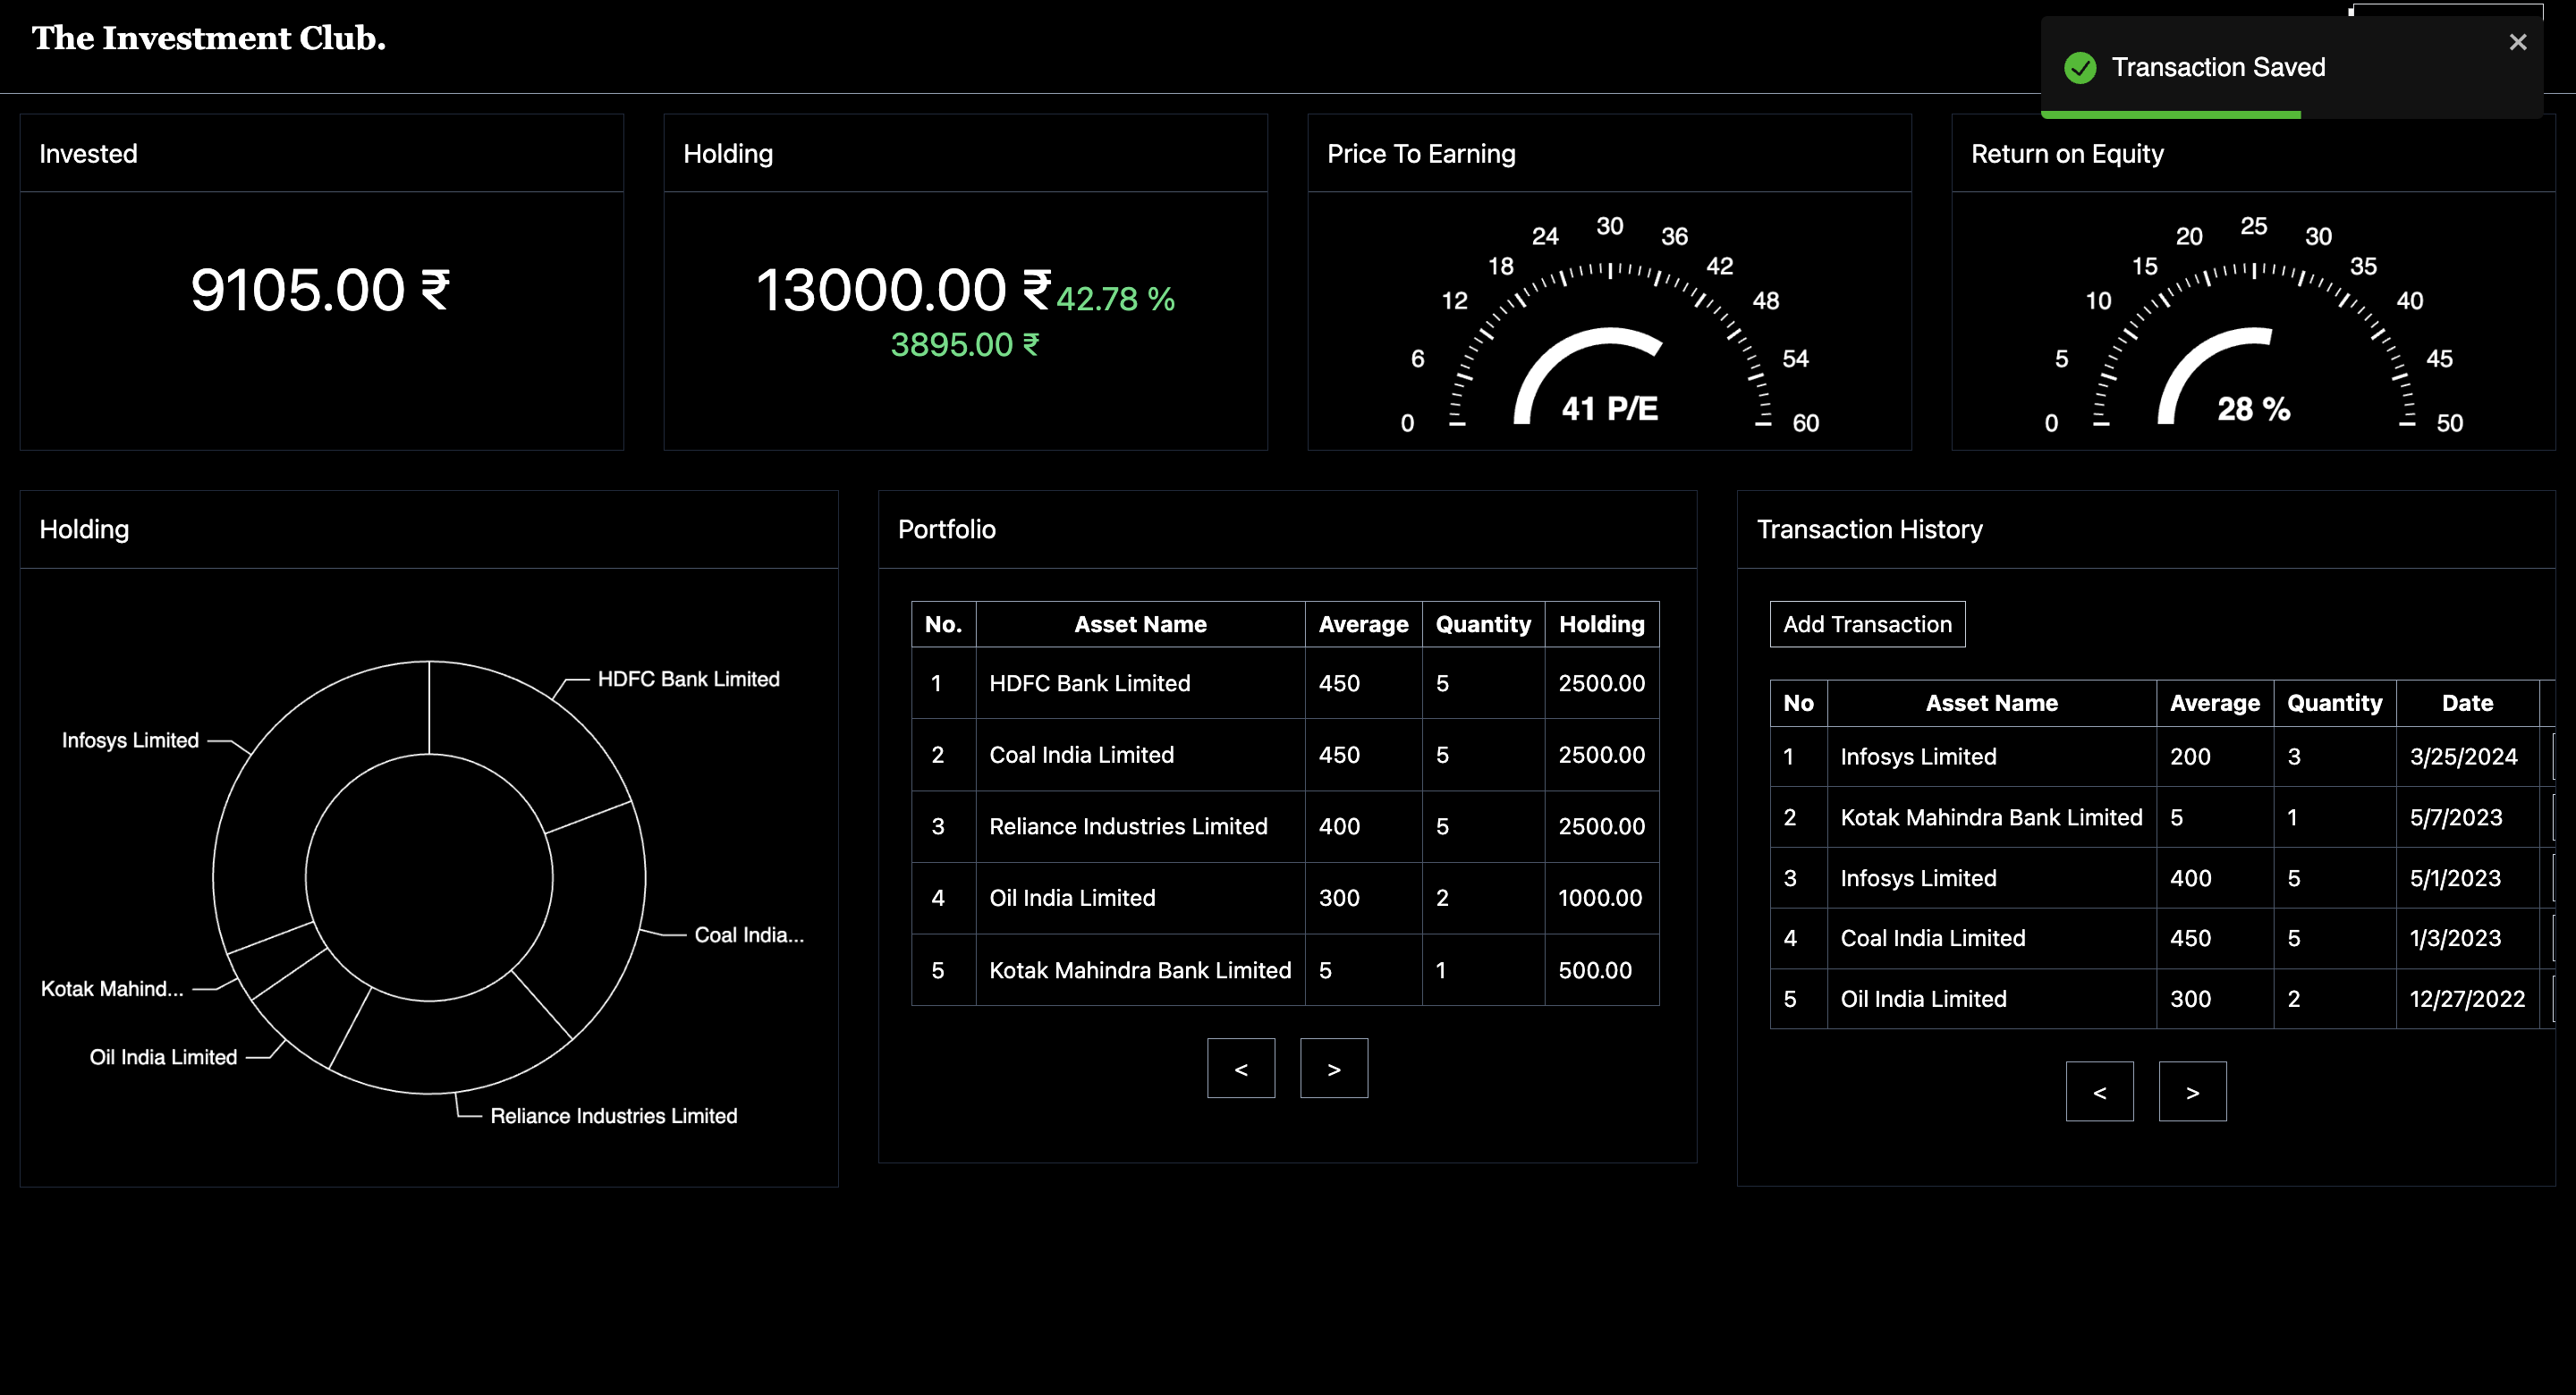 The Investment Club.
Transaction Saved
Invested
9105.00 ₹
Holding
13000.00 ₹ 42.78 %
3895.00 ₹
Price To Earning
0 6 12 18 24 30 36 42 48 54 60
41 P/E
Return on Equity
0 5 10 15 20 25 30 35 40 45 50
28 %
Holding
HDFC Bank Limited
Infosys Limited
Coal India...
Kotak Mahind...
Oil India Limited
Reliance Industries Limited
Portfolio
No. Asset Name Average Quantity Holding
1 HDFC Bank Limited 450 5 2500.00
2 Coal India Limited 450 5 2500.00
3 Reliance Industries Limited 400 5 2500.00
4 Oil India Limited 300 2 1000.00
5 Kotak Mahindra Bank Limited 5 1 500.00
< >
Transaction History
Add Transaction
No Asset Name Average Quantity Date
1 Infosys Limited 200 3 3/25/2024
2 Kotak Mahindra Bank Limited 5 1 5/7/2023
3 Infosys Limited 400 5 5/1/2023
4 Coal India Limited 450 5 1/3/2023
5 Oil India Limited 300 2 12/27/2022
< >